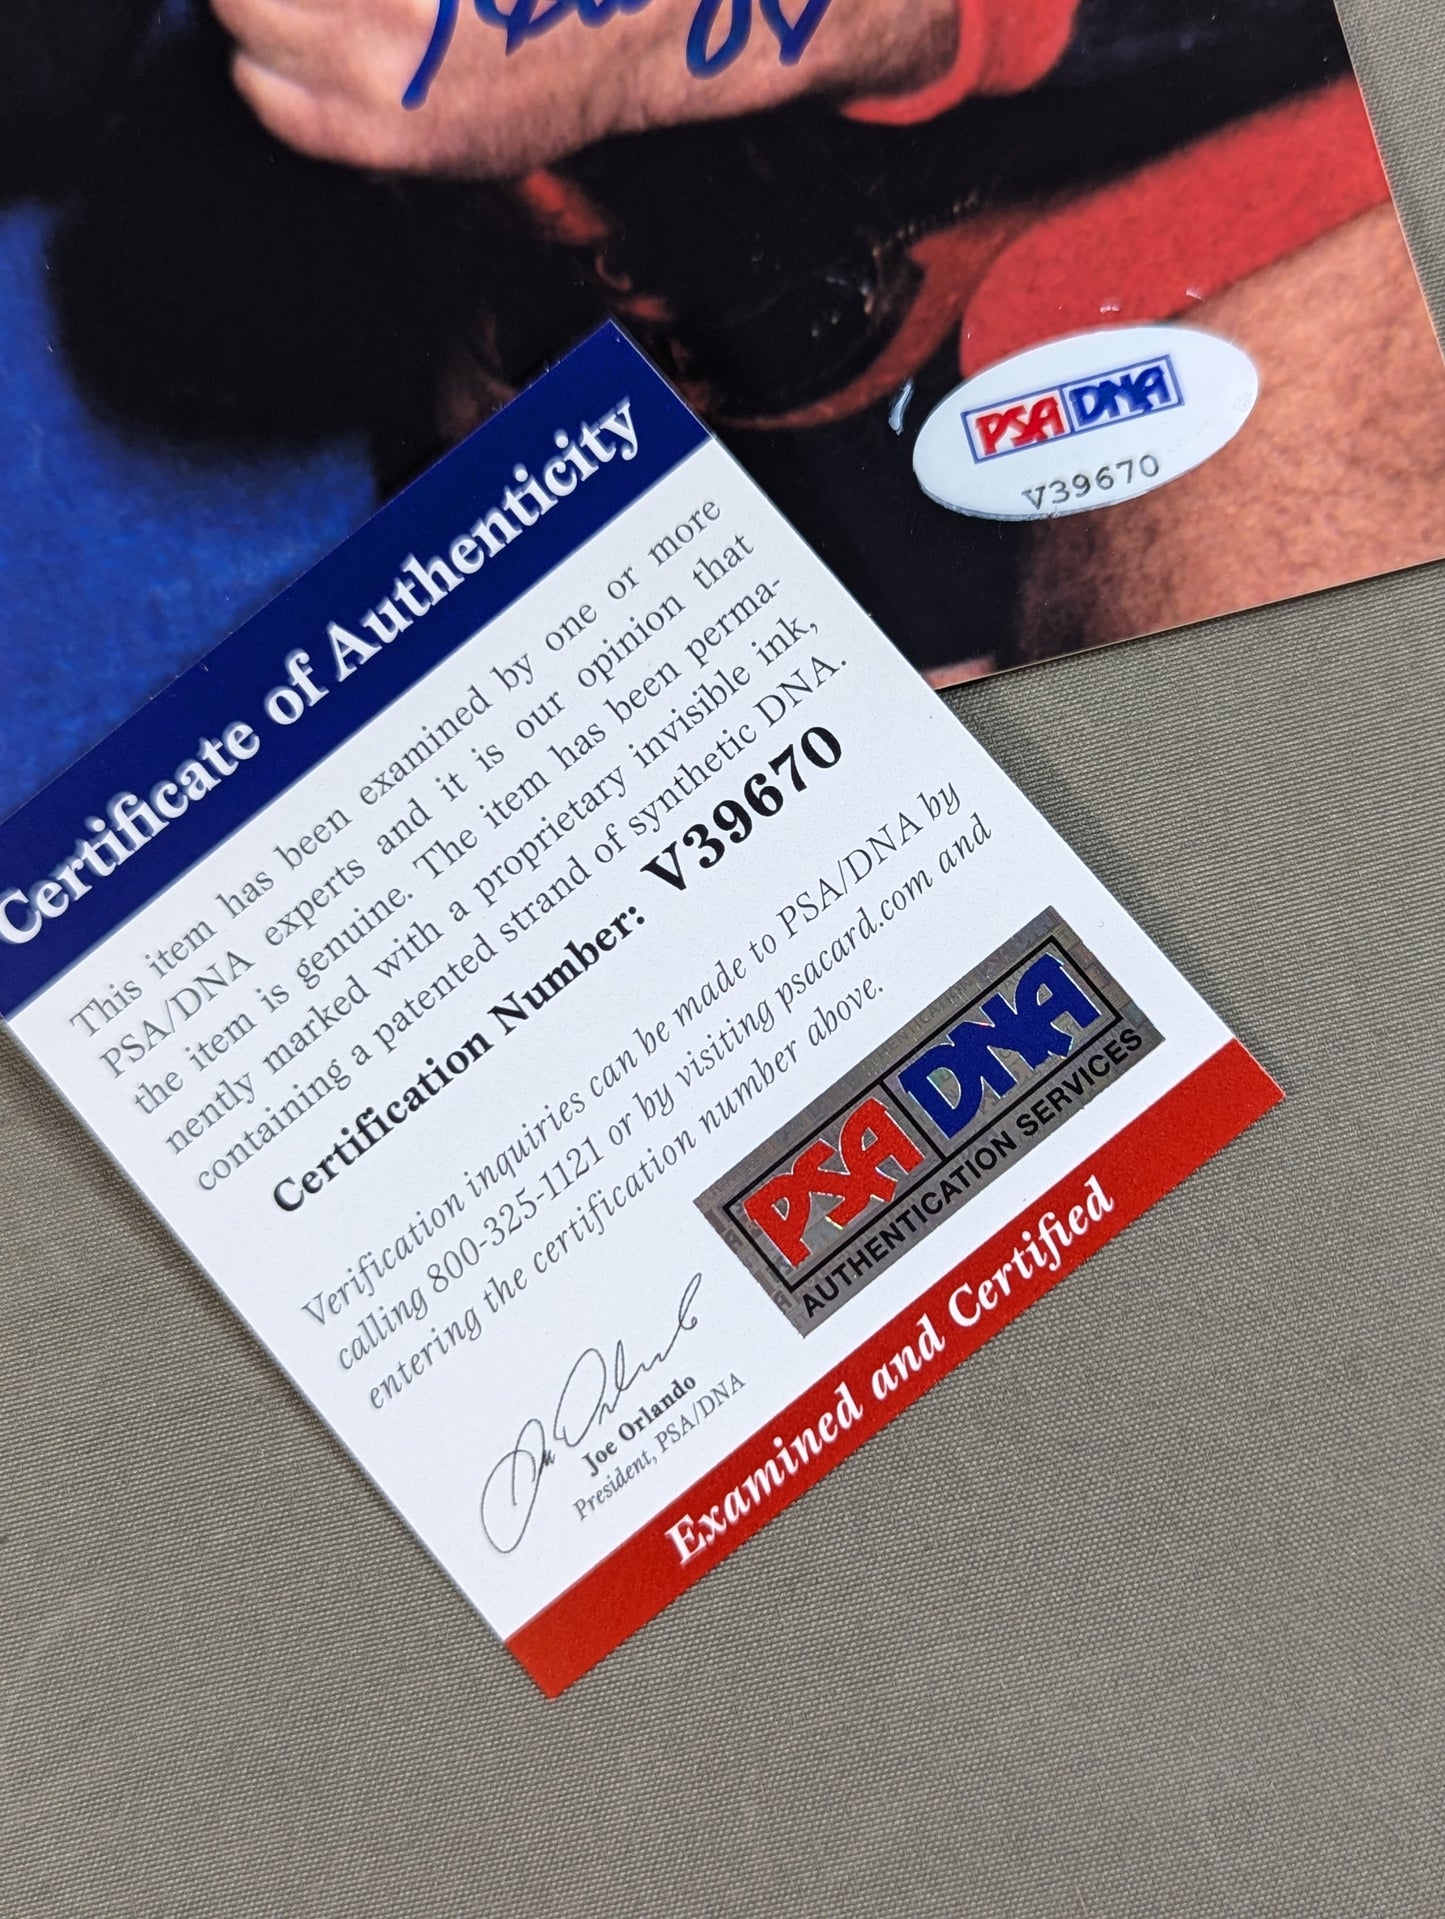 PSA DNA
V39670
Certificate of Authenticity
This item has been examined by one or more
PSA/DNA experts and it is our opinion that
the item is genuine. The item has been perma-
nently marked with a proprietary invisible ink,
containing a patented strand of synthetic DNA.
Certification Number: V39670
Verification inquiries can be made to PSA/DNA by
calling 800-325-1121 or by visiting psacard.com and
entering the certification number above.
PSA DNA
AUTHENTICATION SERVICES
Joe Orlando
Joe Orlando
President, PSA/DNA
Examined and Certified